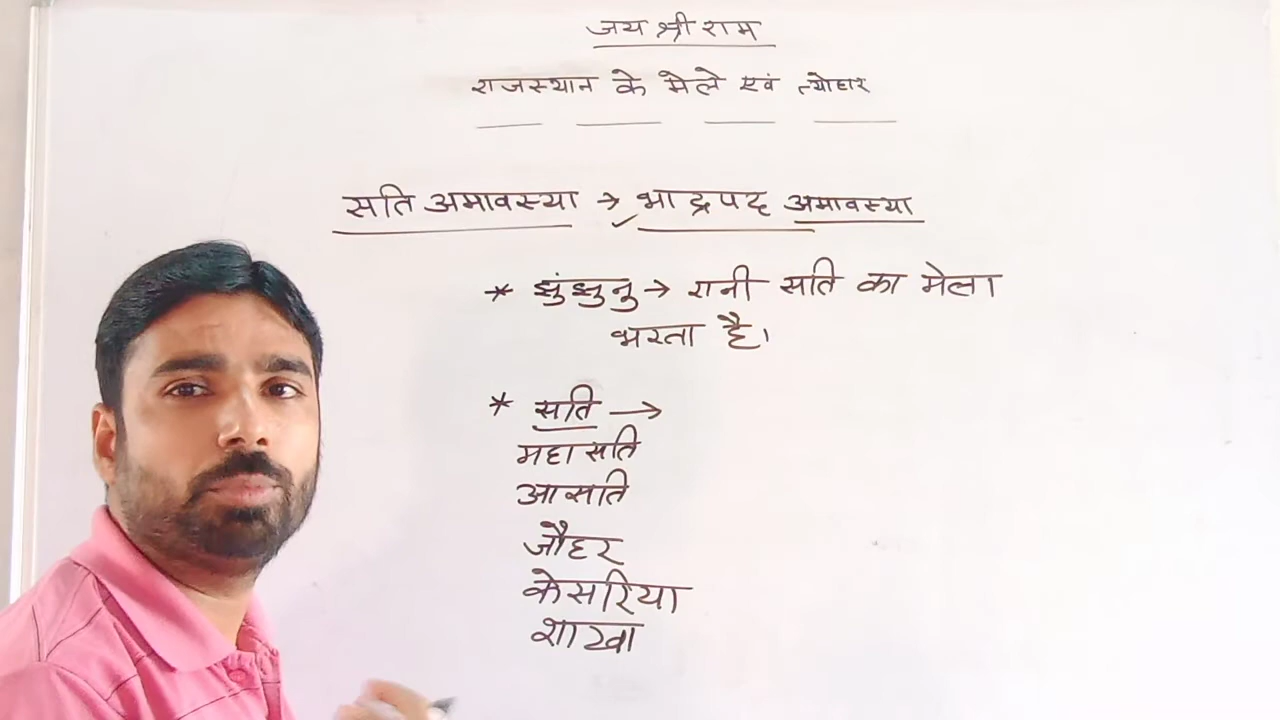 जय श्री राम
राजस्थान के मेले एवं त्योहार
सति अमावस्या → भाद्रपद अमावस्या
* झुंझुनु → रानी सति का मेला
भरता है।
* सति →
महासति
आसति
जौहर
केसरिया
शाखा